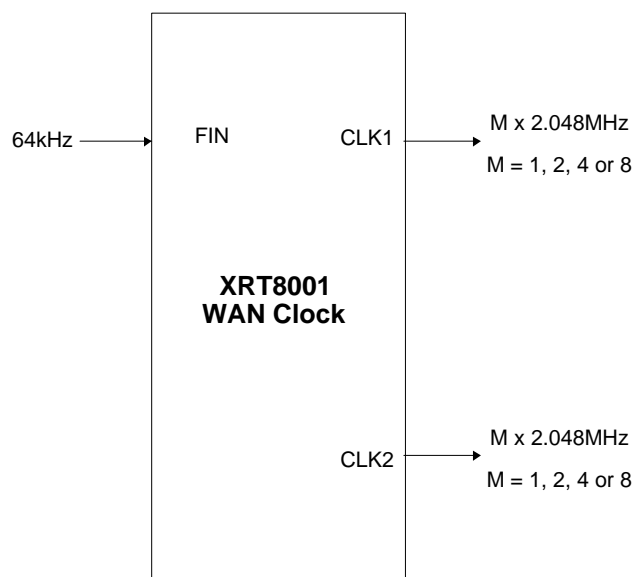 64kHz
FIN
CLK1
M x 2.048MHz
M = 1, 2, 4 or 8
XRT8001
WAN Clock
CLK2
M x 2.048MHz
M = 1, 2, 4 or 8